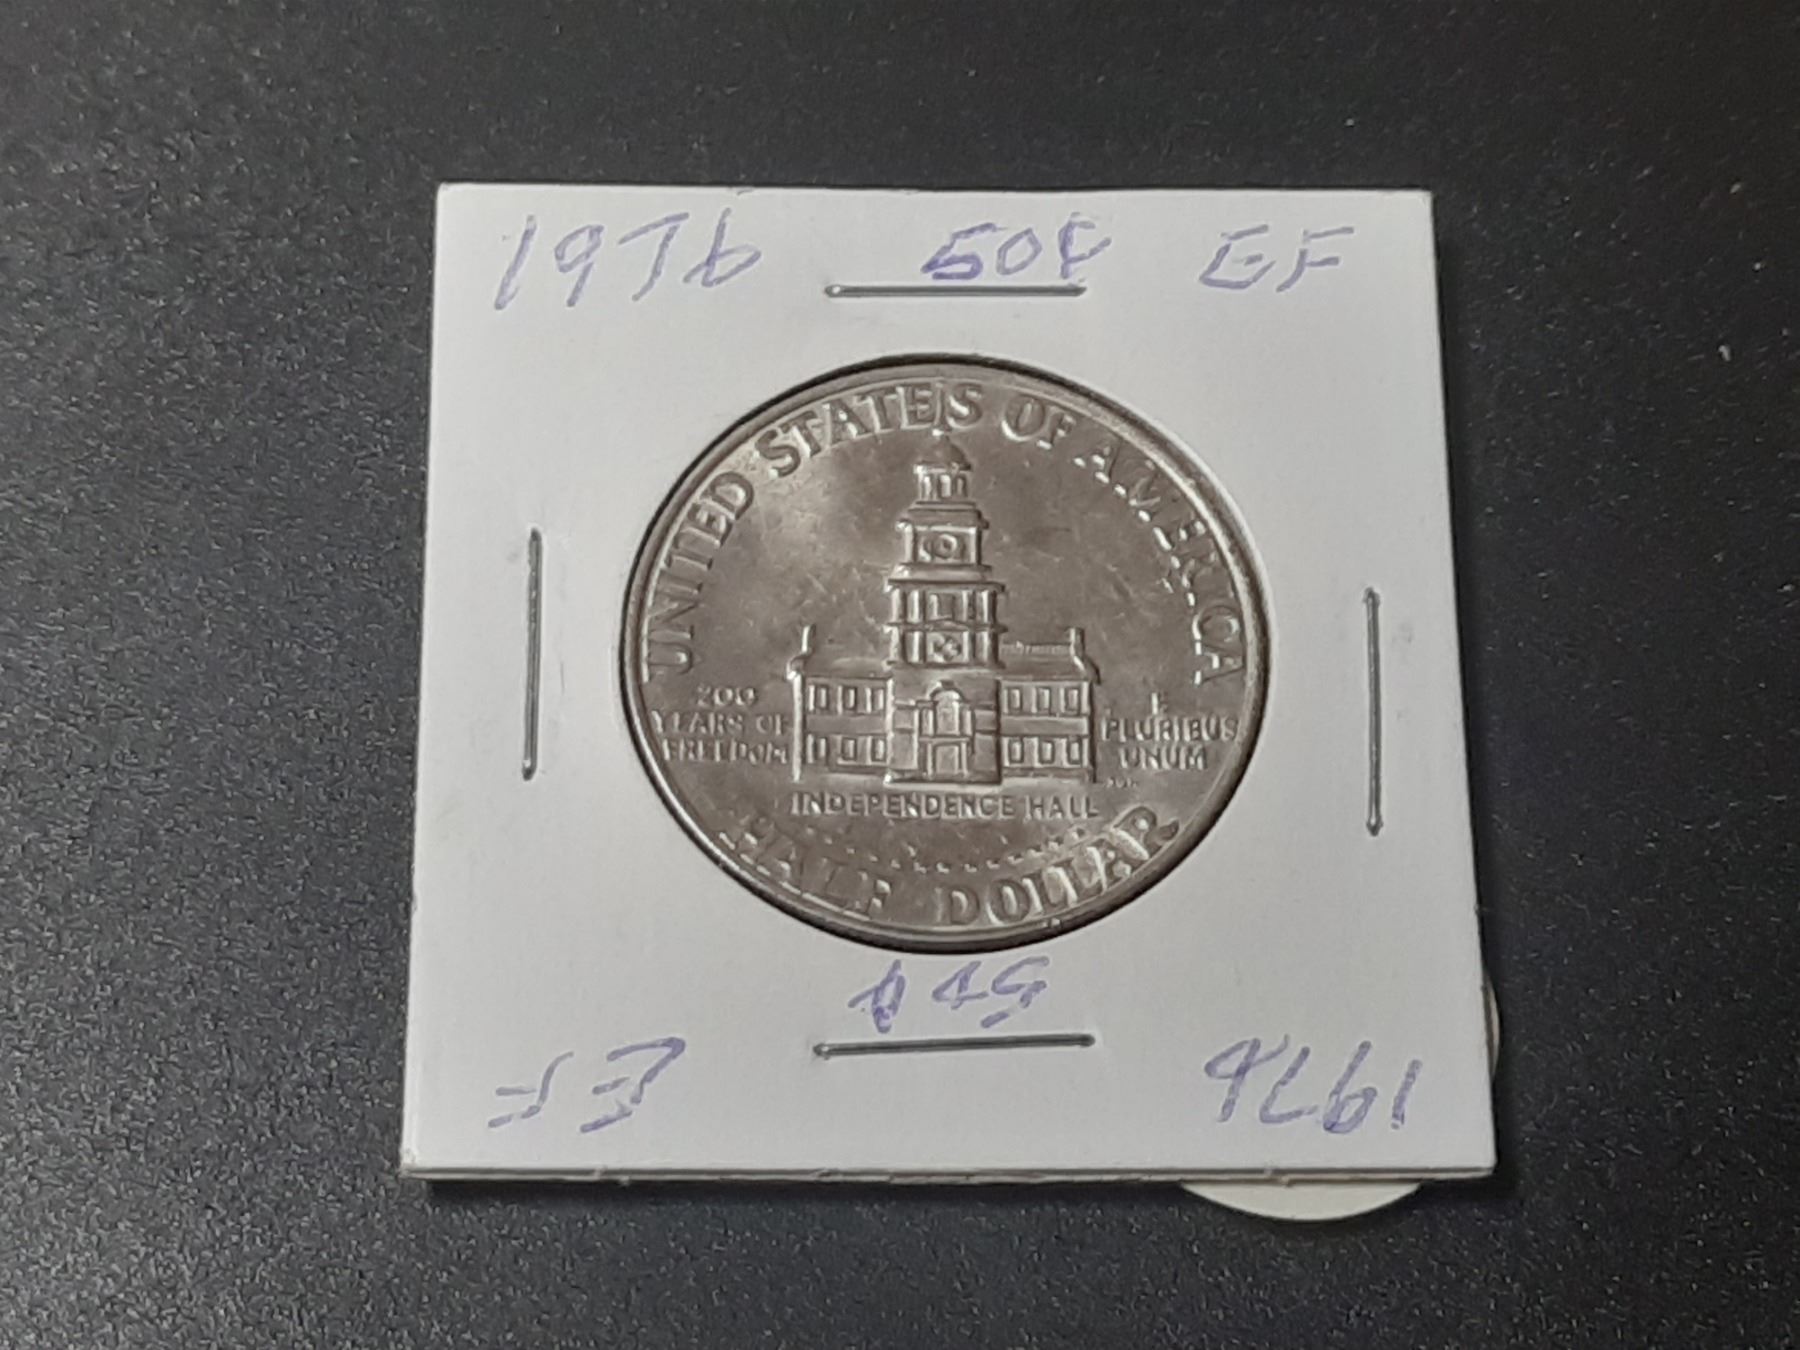 1976 50¢ EF
UNITED STATES OF AMERICA
200
YEARS OF
FREEDOM
E
PLURIBUS
UNUM
INDEPENDENCE HALL
HALF DOLLAR
EF 1976